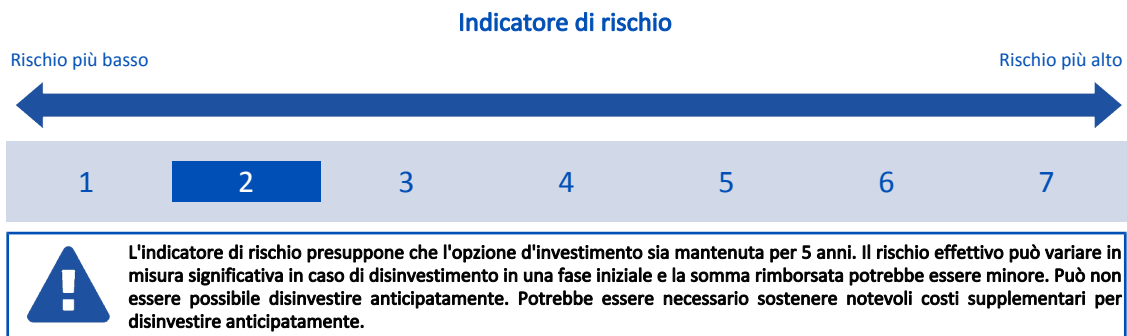 Indicatore di rischio
Rischio più basso
Rischio più alto
1 2 3 4 5 6 7
L'indicatore di rischio presuppone che l'opzione d'investimento sia mantenuta per 5 anni. Il rischio effettivo può variare in
misura significativa in caso di disinvestimento in una fase iniziale e la somma rimborsata potrebbe essere minore. Può non
essere possibile disinvestire anticipatamente. Potrebbe essere necessario sostenere notevoli costi supplementari per
disinvestire anticipatamente.